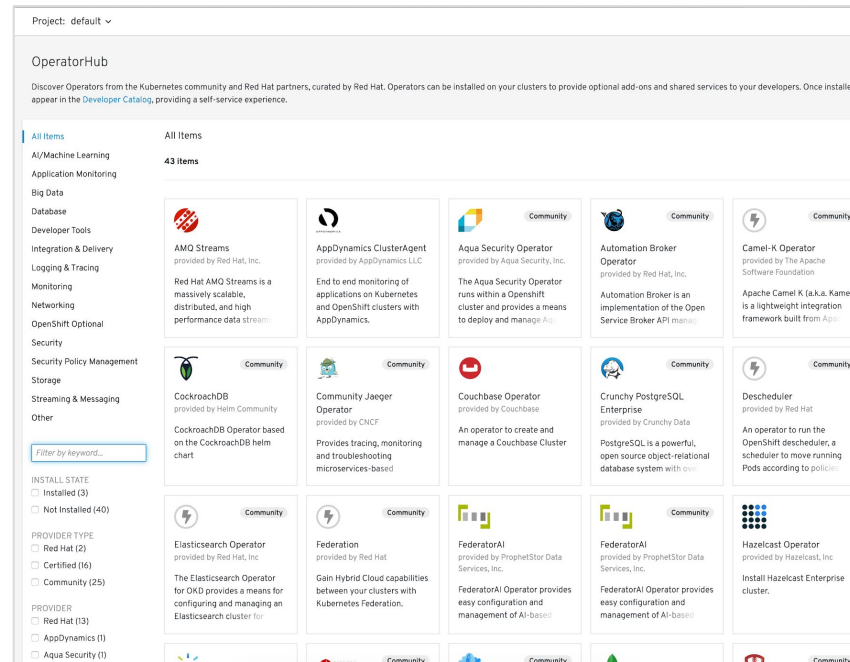 Project: default
OperatorHub
Discover Operators from the Kubernetes community and Red Hat partners, curated by Red Hat. Operators can be installed on your clusters to provide optional add-ons and shared services to your developers. Once installe
appear in the Developer Catalog, providing a self-service experience.
All Items
AI/Machine Learning
Application Monitoring
Big Data
Database
Developer Tools
Integration & Delivery
Logging & Tracing
Monitoring
Networking
OpenShift Optional
Security
Security Policy Management
Storage
Streaming & Messaging
Other
Filter by keyword...
INSTALL STATE
Installed (3)
Not Installed (40)
PROVIDER TYPE
Red Hat (2)
Certified (16)
Community (25)
PROVIDER
Red Hat (13)
AppDynamics (1)
Aqua Security (1)
All Items
43 items
AMQ Streams
provided by Red Hat, Inc.
Red Hat AMQ Streams is a
massively scalable,
distributed, and high
performance data stream
APPDYNAMICS
AppDynamics ClusterAgent
provided by AppDynamics LLC
End to end monitoring of
applications on Kubernetes
and OpenShift clusters with
AppDynamics.
Community
Aqua Security Operator
provided by Aqua Security, Inc.
The Aqua Security Operator
runs within a Openshift
cluster and provides a means
to deploy and manage Aq
Community
Automation Broker
Operator
provided by Red Hat, Inc.
Automation Broker is an
implementation of the Open
Service Broker API manag
Community
Camel-K Operator
provided by The Apache
Software Foundation
Apache Camel K (a.k.a. Kame
is a lightweight integration
framework built from Apa
Community
CockroachDB
provided by Helm Community
CockroachDB Operator based
on the CockroachDB helm
chart
Community
Community Jaeger
Operator
provided by CNCF
Provides tracing, monitoring
and troubleshooting
microservices-based
Couchbase Operator
provided by Couchbase
An operator to create and
manage a Couchbase Cluster
Community
Crunchy PostgreSQL
Enterprise
provided by Crunchy Data
PostgreSQL is a powerful,
open source object-relational
database system with ove
Community
Descheduler
provided by Red Hat
An operator to run the
OpenShift descheduler, a
scheduler to move running
Pods according to policies
Community
Elasticsearch Operator
provided by Red Hat, Inc
The Elasticsearch Operator
for OKD provides a means for
configuring and managing an
Elasticsearch cluster for
Community
Federation
provided by Red Hat
Gain Hybrid Cloud capabilities
between your clusters with
Kubernetes Federation.
FederatorAI
provided by ProphetStor Data
Services, Inc.
FederatorAI Operator provides
easy configuration and
management of AI-based
Community
FederatorAI
provided by ProphetStor Data
Services, Inc.
FederatorAI Operator provides
easy configuration and
management of AI-based
Hazelcast Operator
provided by Hazelcast, Inc
Install Hazelcast Enterprise
cluster.
Community
Community
Community